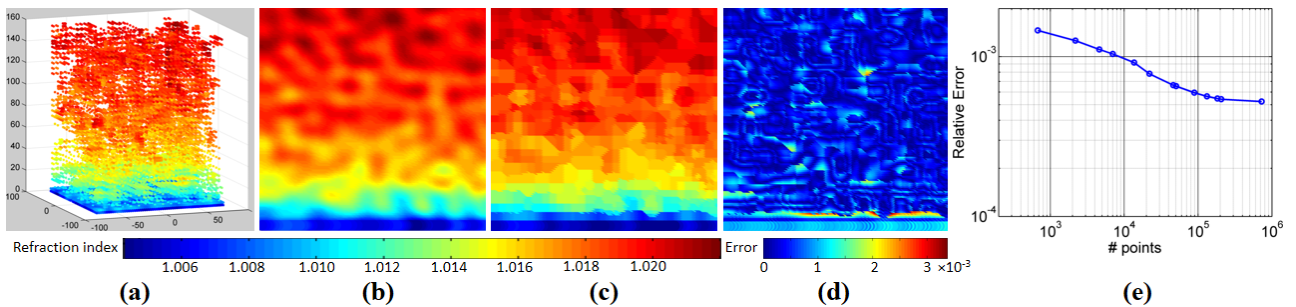 160
140
120
100
80
60
40
20
0
100
0
-100
-100
-50
0
50
Refraction index
1.006 1.008 1.010 1.012 1.014 1.016 1.018 1.020
Error
0 1 2 3 ×10⁻³
Relative Error
10⁻³
10⁻⁴
10³ 10⁴ 10⁵ 10⁶
# points
(a) (b) (c) (d) (e)